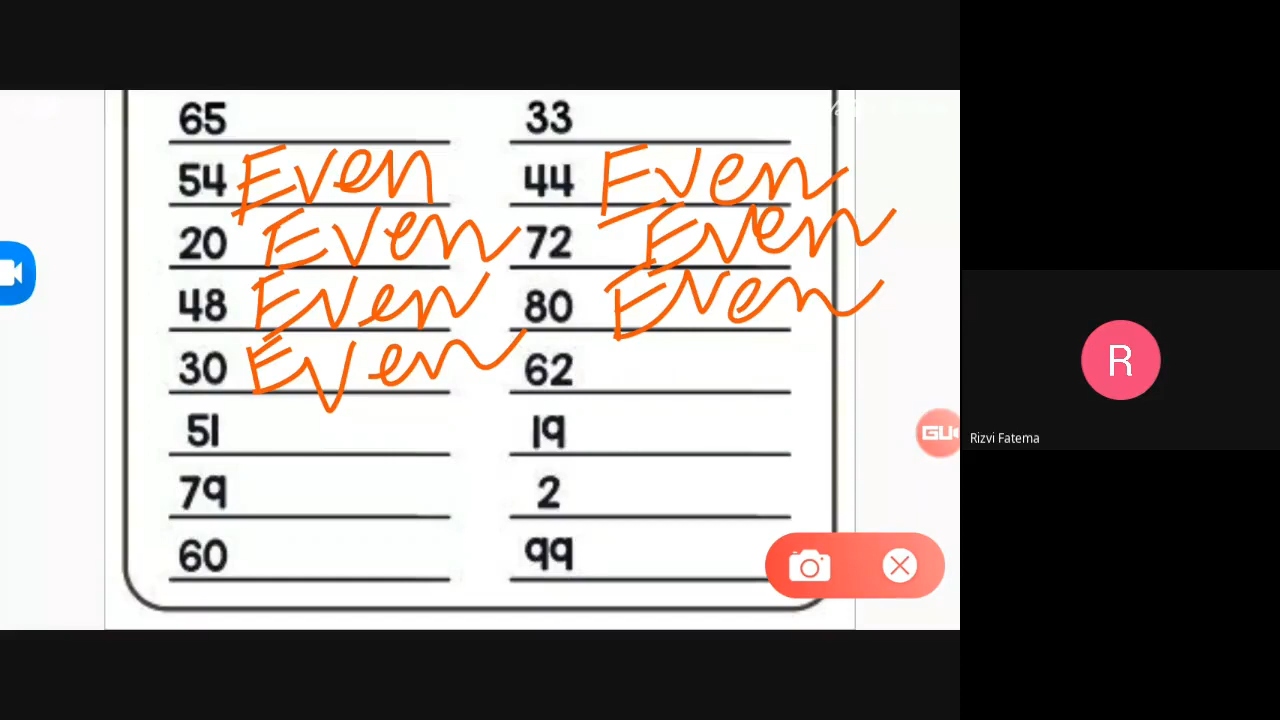 65 33
54 Even 44 Even
20 Even 72 Even
48 Even 80 Even
30 Even 62
51 19
79 2
60 99
R
Rizvi Fatema